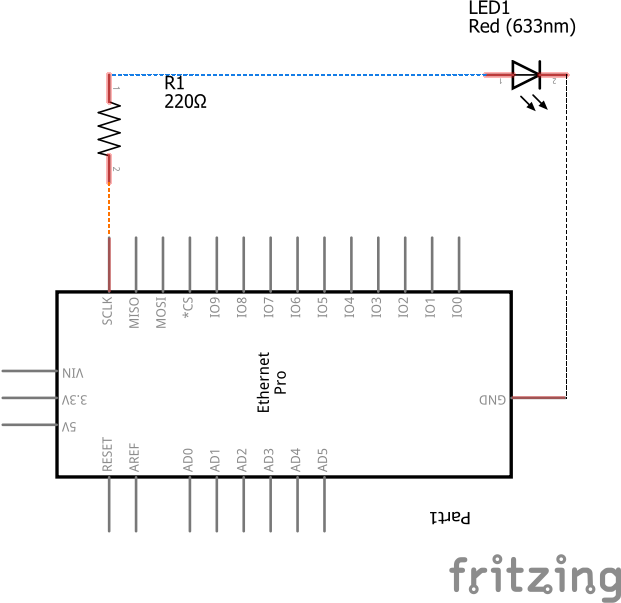 LED1
Red (633nm)
R1
220Ω
1
2
1
2
SCLK
MISO
MOSI
*CS
IO9
IO8
IO7
IO6
IO5
IO4
IO3
IO2
IO1
IO0
VIN
3.3V
5V
Ethernet
Pro
GND
RESET
AREF
AD0
AD1
AD2
AD3
AD4
AD5
Part1
fritzing